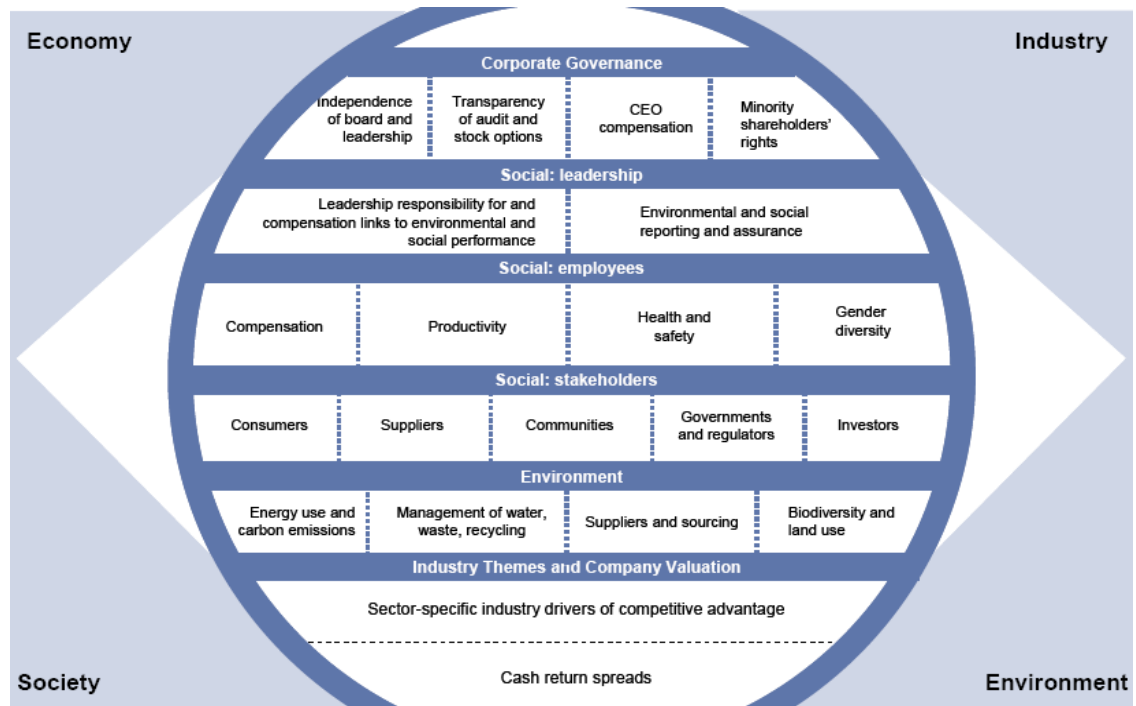 Economy
Industry
Corporate Governance
Independence
of board and
leadership
Transparency
of audit and
stock options
CEO
compensation
Minority
shareholders'
rights
Social: leadership
Leadership responsibility for and
compensation links to environmental and
social performance
Environmental and social
reporting and assurance
Social: employees
Compensation
Productivity
Health and
safety
Gender
diversity
Social: stakeholders
Consumers
Suppliers
Communities
Governments
and regulators
Investors
Environment
Energy use and
carbon emissions
Management of water,
waste, recycling
Suppliers and sourcing
Biodiversity and
land use
Industry Themes and Company Valuation
Sector-specific industry drivers of competitive advantage
Cash return spreads
Society
Environment